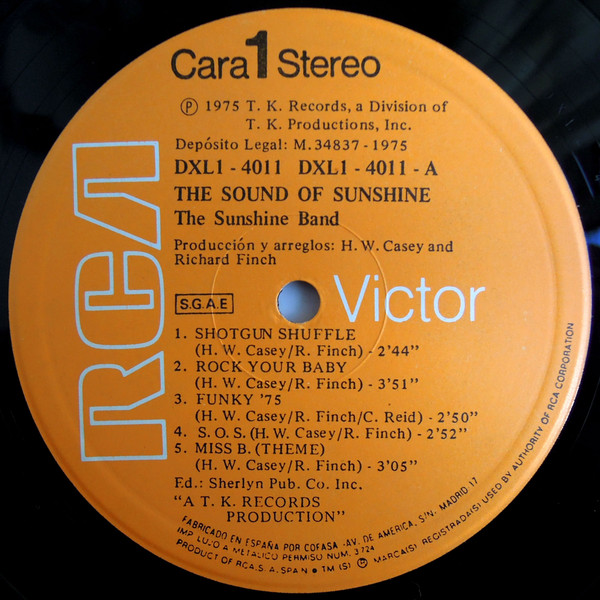 Cara 1 Stereo
Ⓟ 1975 T. K. Records, a Division of
T. K. Productions, Inc.
Depósito Legal: M. 34837 - 1975
DXL1 - 4011 DXL1 - 4011 - A
THE SOUND OF SUNSHINE
The Sunshine Band
Producción y arreglos: H. W. Casey and
Richard Finch
RCA
S.G.A.E
Victor
1. SHOTGUN SHUFFLE
(H. W. Casey/R. Finch) - 2'44"
2. ROCK YOUR BABY
(H. W. Casey/R. Finch) - 3'51"
3. FUNKY '75
(H. W. Casey/R. Finch/C. Reid) - 2'50"
4. S. O. S. (H. W. Casey/R. Finch) - 2'52"
5. MISS B. (THEME)
(H. W. Casey/R. Finch) - 3'05"
Ed.: Sherlyn Pub. Co. Inc.
"A T. K. RECORDS
PRODUCTION"
FABRICADO EN ESPAÑA POR COFASA - AV. DE AMERICA, S/N. MADRID 17
METALICO PERMISO NUM. 3724
PRODUCT OF RCA.S.A. SPAIN • TM (S) ® MARCA(S) REGISTRADA(S) USED BY AUTHORITY OF RCA CORPORATION